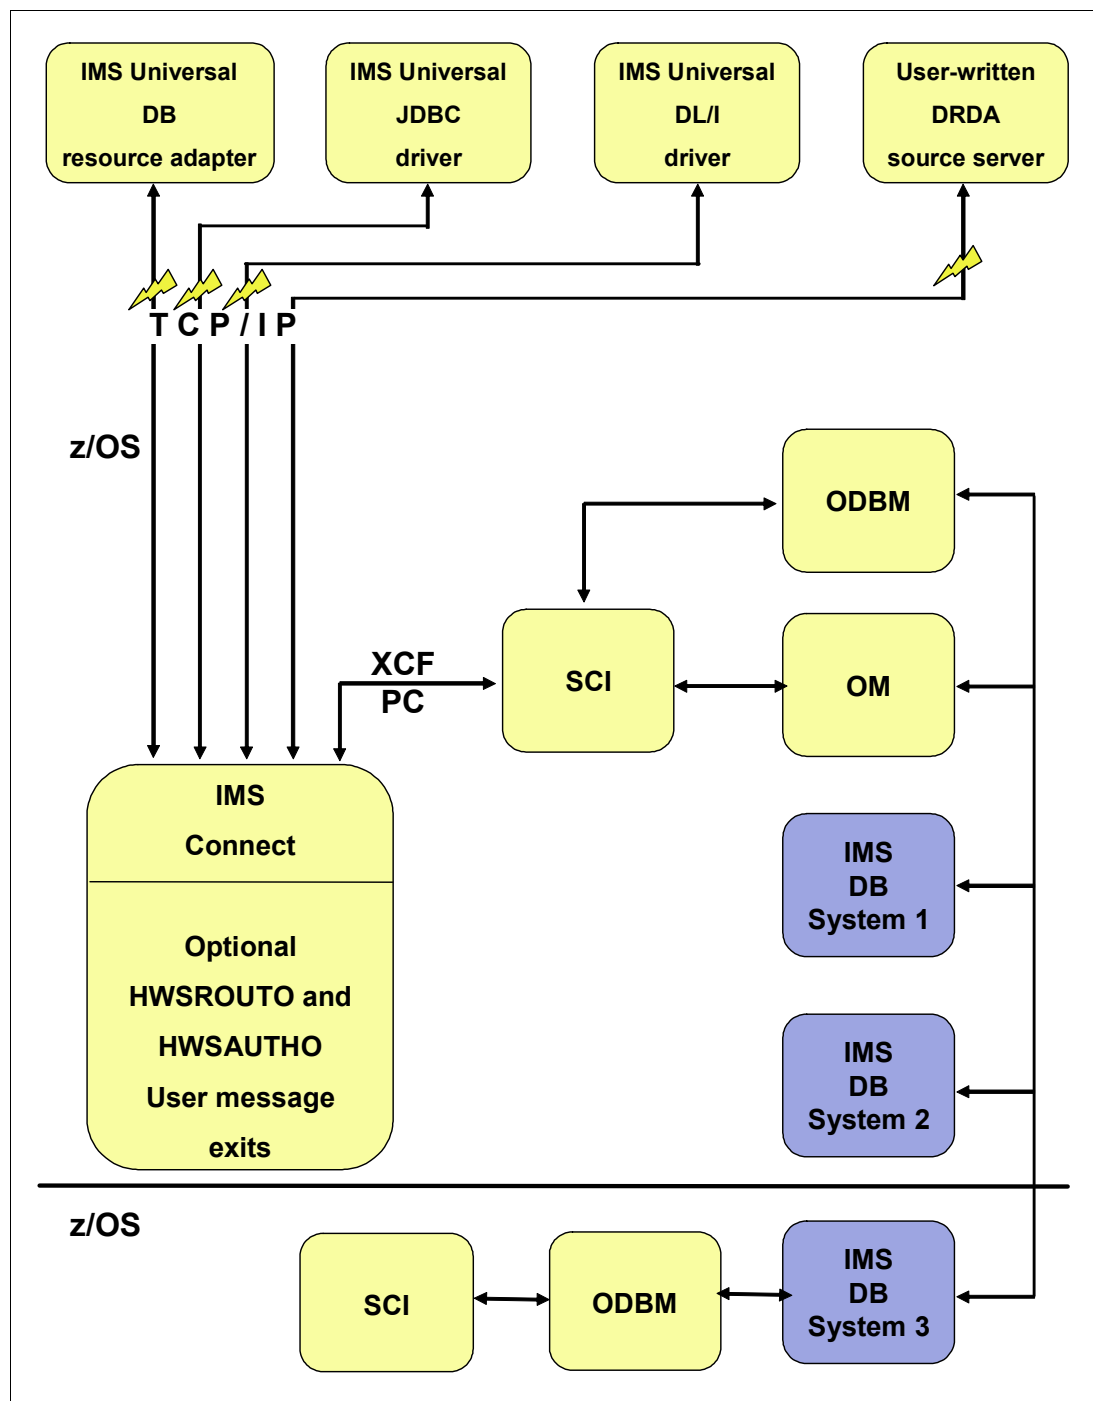 IMS Universal
DB
resource adapter
IMS Universal
JDBC
driver
IMS Universal
DL/I
driver
User-written
DRDA
source server
T C P / I P
z/OS
ODBM
XCF
PC
SCI
OM
IMS
Connect
Optional
HWSROUTO and
HWSAUTHO
User message
exits
IMS
DB
System 1
IMS
DB
System 2
z/OS
SCI
ODBM
IMS
DB
System 3